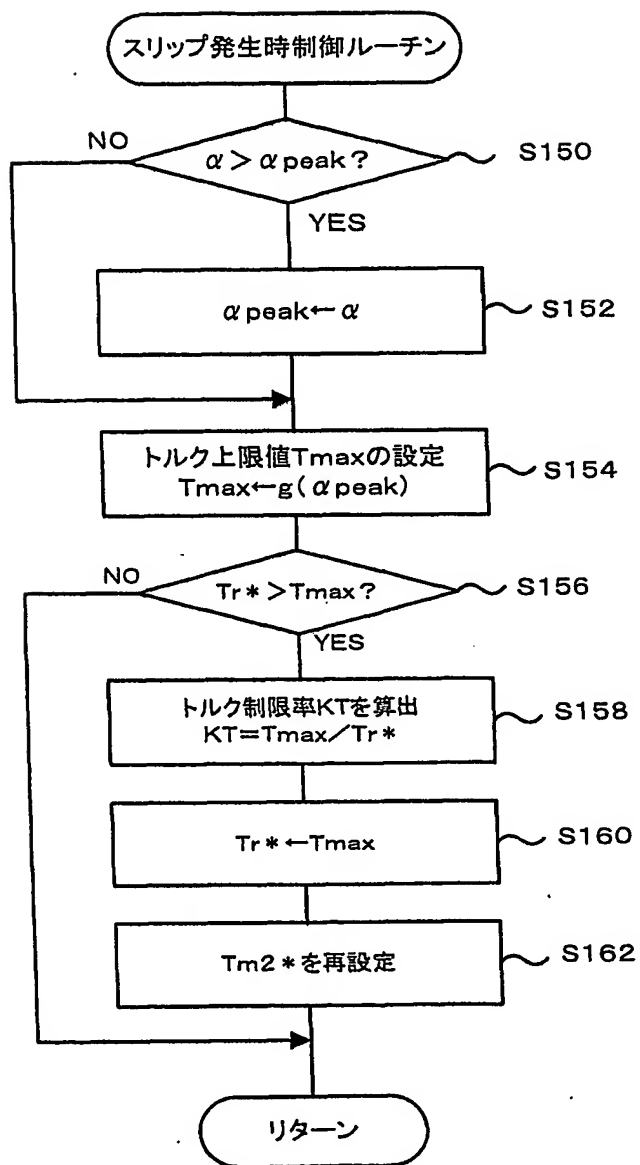 スリップ発生時制御ルーチン
NO
α>αpeak?
S150
YES
αpeak←α
S152
トルク上限値Tmaxの設定
Tmax←g(αpeak)
S154
NO
Tr*>Tmax?
S156
YES
トルク制限率KTを算出
KT=Tmax/Tr*
S158
Tr*←Tmax
S160
Tm2*を再設定
S162
リターン